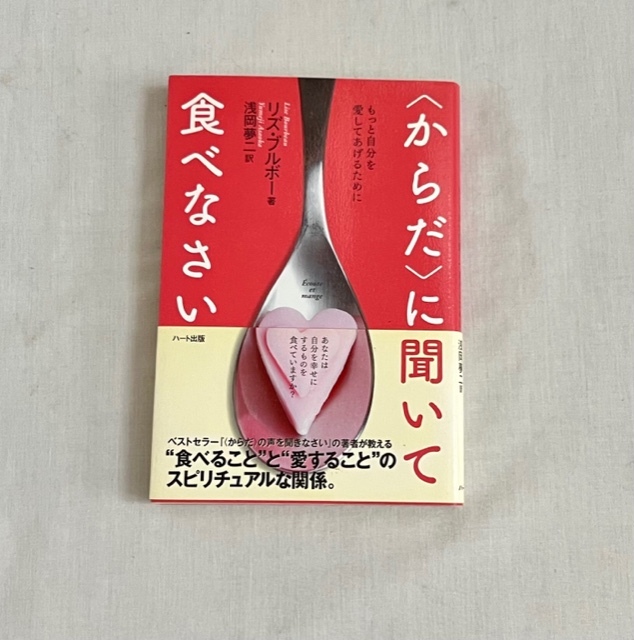 〈からだ〉に聞いて
食べなさい
もっと自分を
愛してあげるために
Lise Bourbeau
リズ・ブルボー 著
Yumeji Asaoka
浅岡夢二 訳
Écoute
et
mange
あなたは
自分を幸せに
するものを
食べていますか？
ハート出版
ベストセラー『〈からだ〉の声を聞きなさい』の著者が教える
“食べること”と“愛すること”の
スピリチュアルな関係。